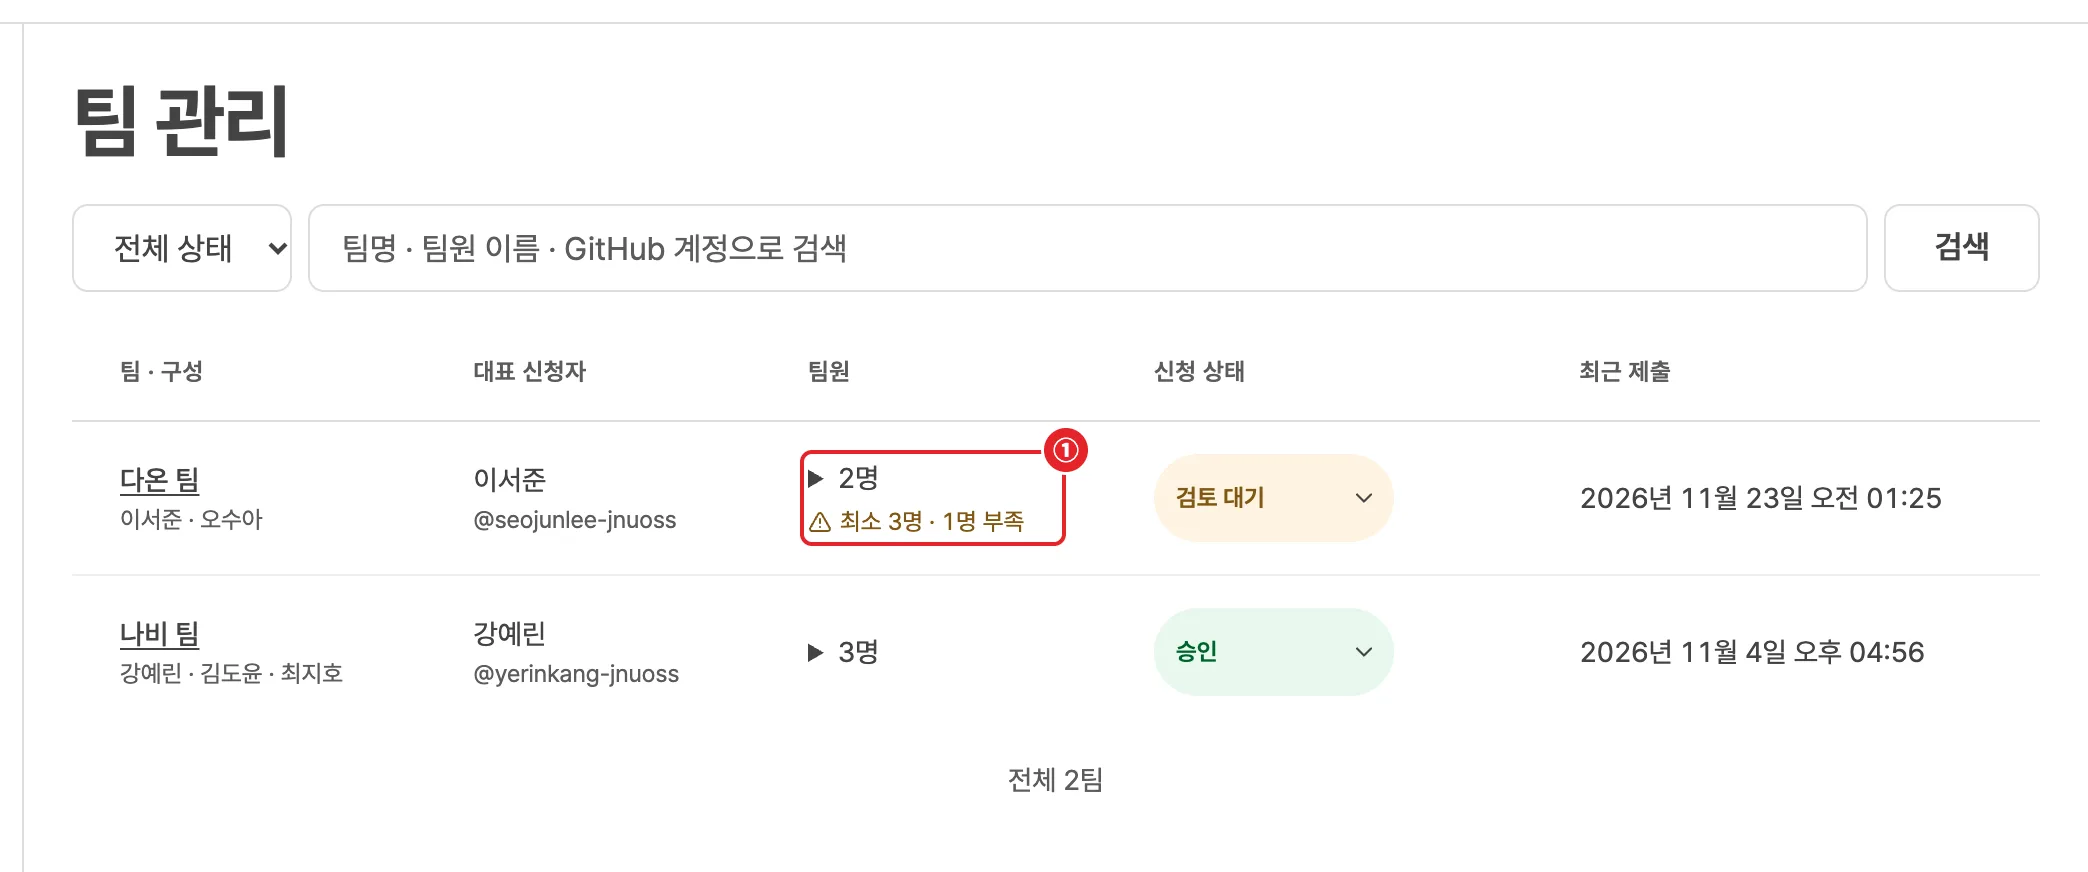 팀 관리
전체 상태
팀명 · 팀원 이름 · GitHub 계정으로 검색
검색
팀 · 구성
대표 신청자
팀원
신청 상태
최근 제출
다온 팀
이서준 · 오수아
이서준
@seojunlee-jnuoss
①
▶ 2명
⚠ 최소 3명 · 1명 부족
검토 대기
2026년 11월 23일 오전 01:25
나비 팀
강예린 · 김도윤 · 최지호
강예린
@yerinkang-jnuoss
▶ 3명
승인
2026년 11월 4일 오후 04:56
전체 2팀